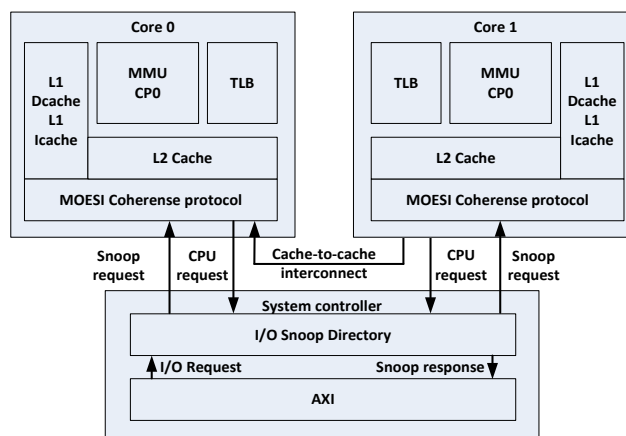 Core 0
L1
Dcache
L1
Icache
MMU
CP0
TLB
L2 Cache
MOESI Coherense protocol
Core 1
TLB
MMU
CP0
L1
Dcache
L1
Icache
L2 Cache
MOESI Coherense protocol
Snoop
request
CPU
request
Cache-to-cache
interconnect
CPU
request
Snoop
request
System controller
I/O Snoop Directory
I/O Request
Snoop response
AXI